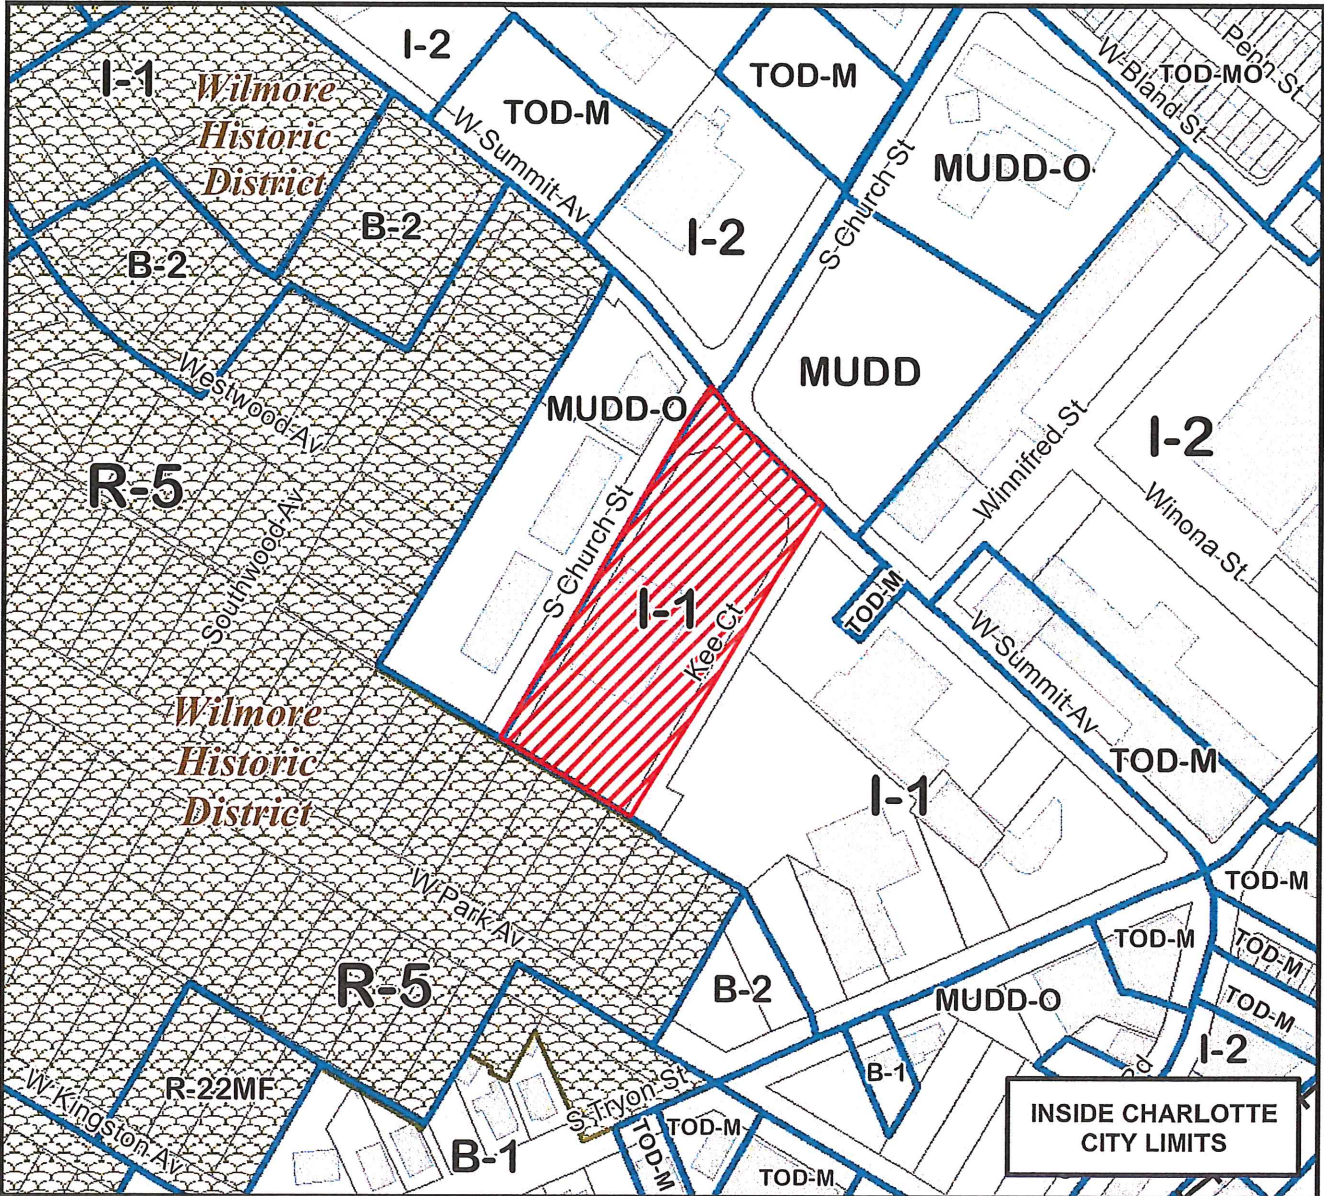 I-2
TOD-M
I-1
Wilmore
Historic
District
TOD-M
W-Bland St
TOD-MO
Penn-St
W-Summit-Av
MUDD-O
S-Church-St
B-2
B-2
I-2
Westwood-Av
MUDD
MUDD-O
I-2
R-5
Winnifred-St
Winona-St
Southwood-Av
S-Church-St
I-1
Kee-Ct
TOD-M
W-Summit-Av
Wilmore
Historic
District
TOD-M
I-1
W-Park-Av
TOD-M
TOD-M
TOD-M
R-5
B-2
MUDD-O
TOD-M
I-2
R-22MF
B-1
W-Kingston-Av
S-Tryon-St
TOD-M
TOD-M
B-1
TOD-M
INSIDE CHARLOTTE
CITY LIMITS